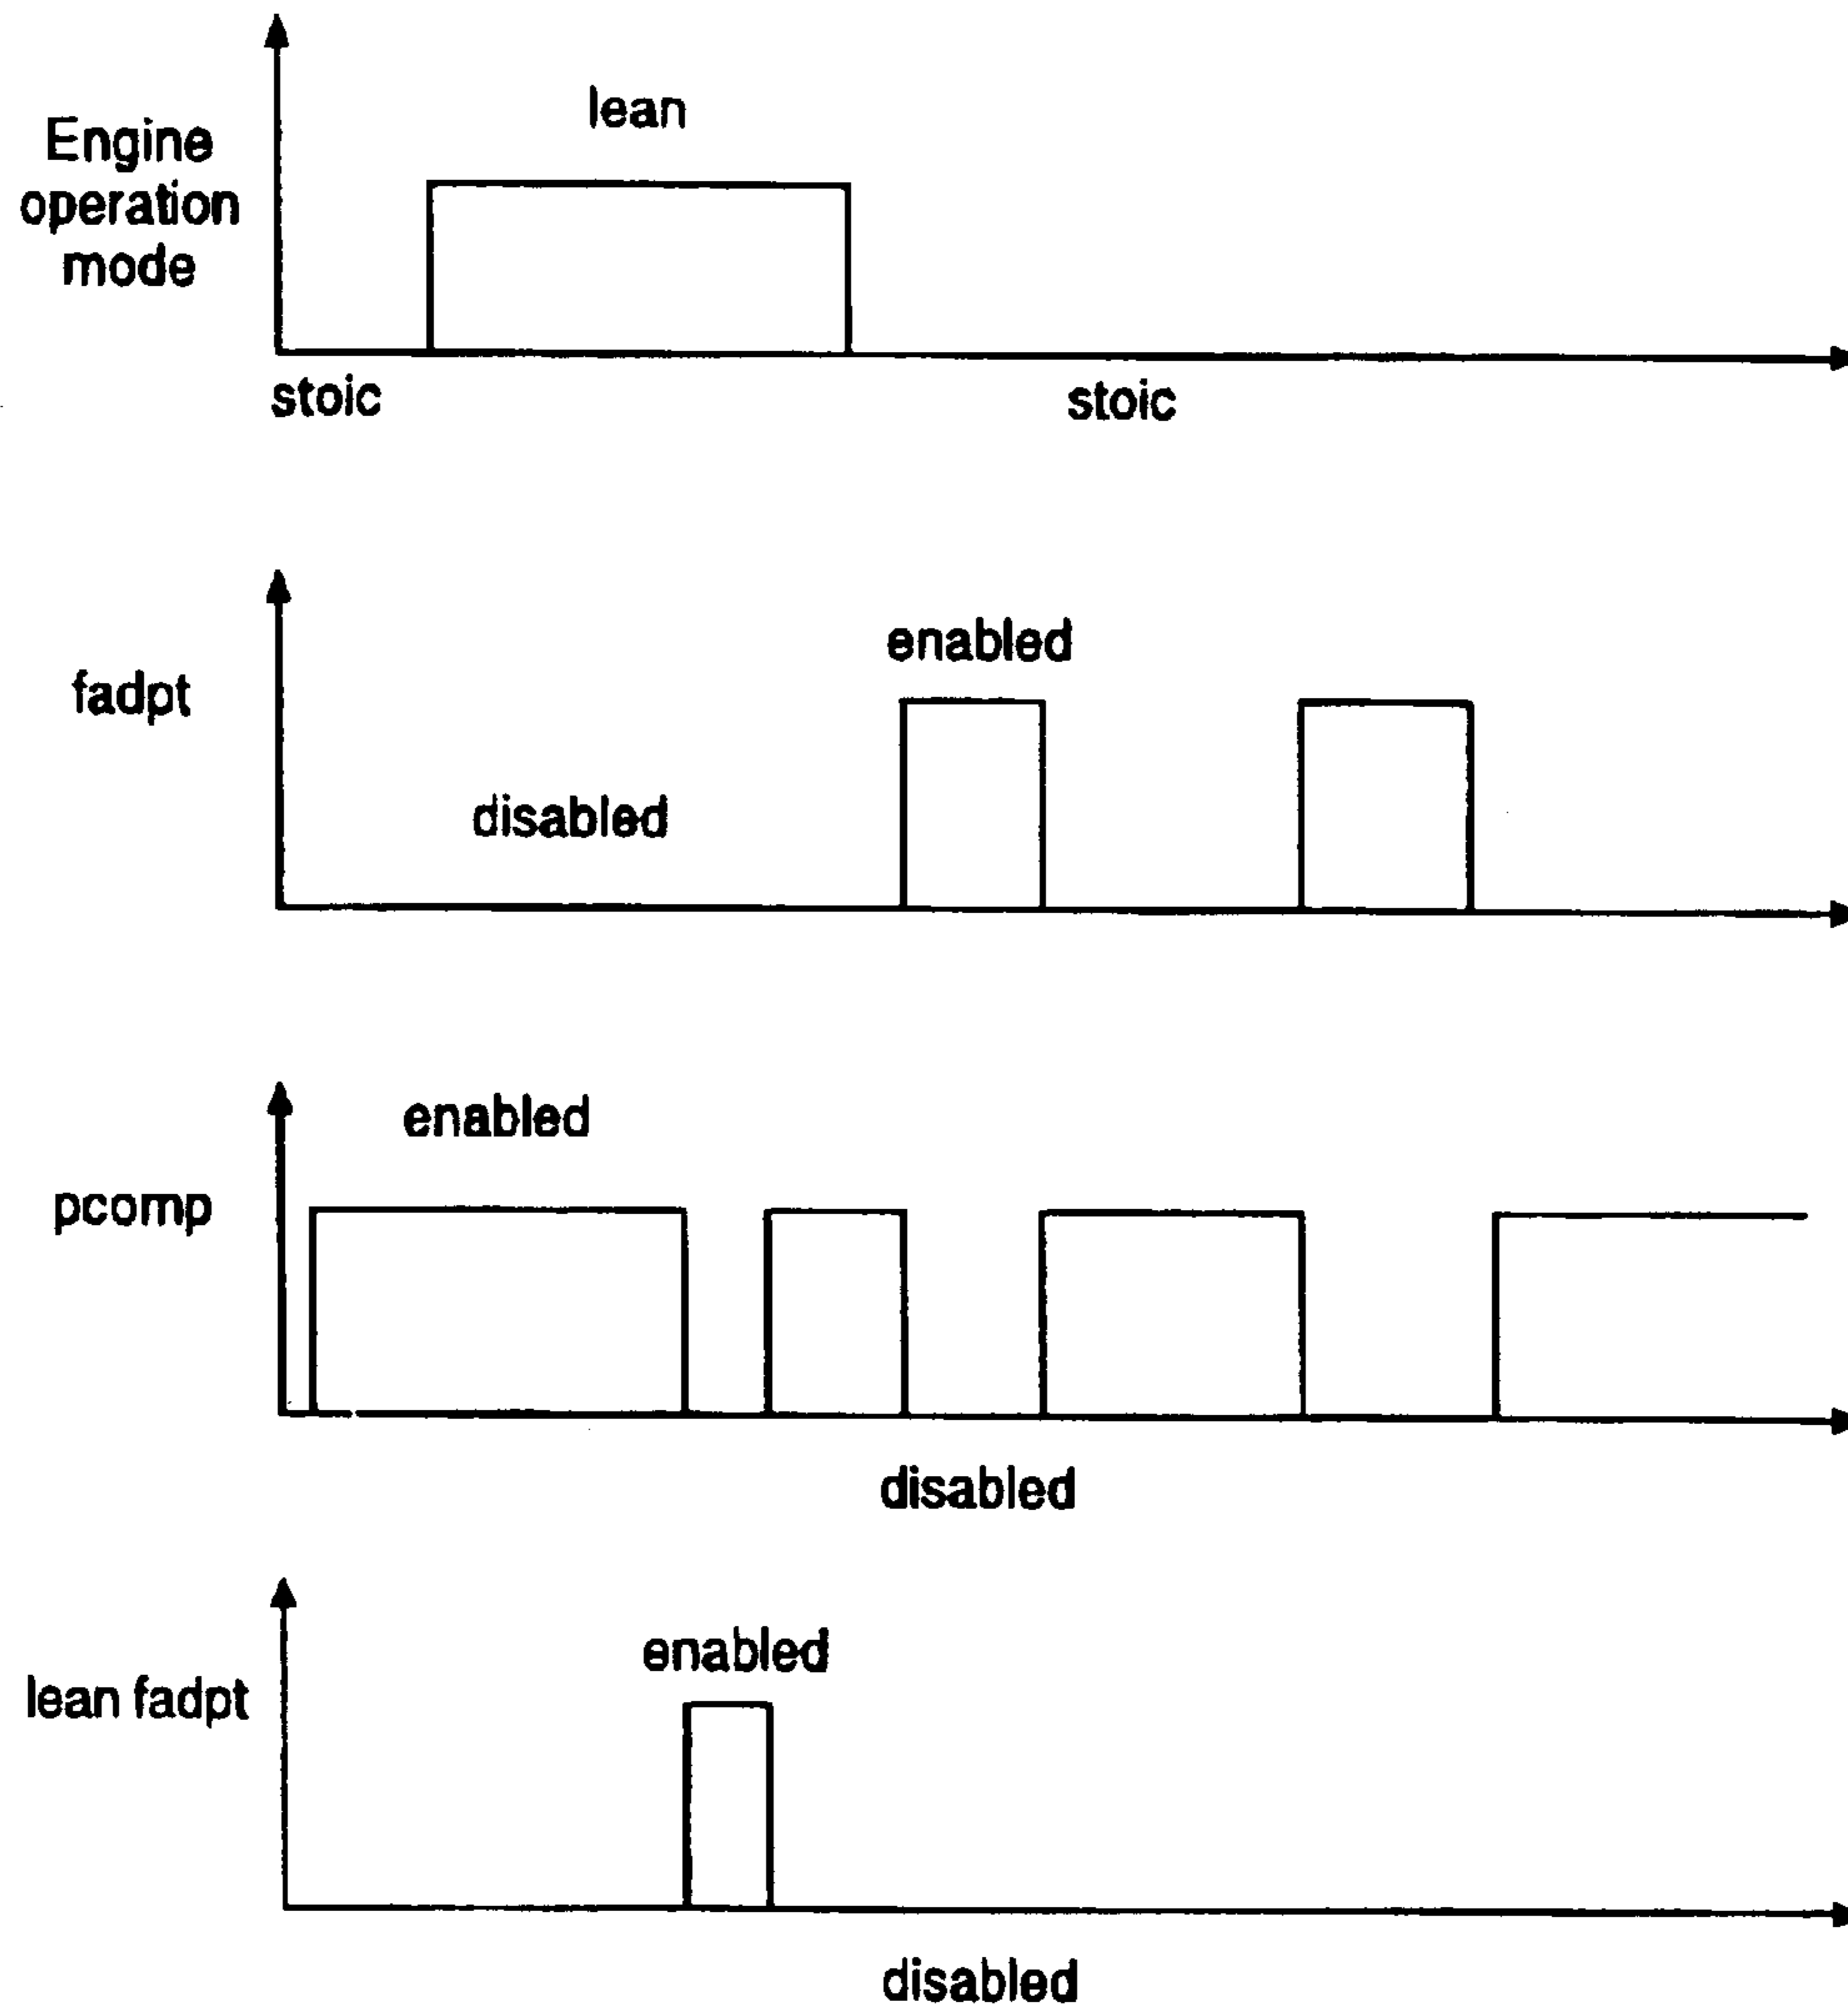 lean
Engine
operation
mode
stoic
stoic
enabled
fadpt
disabled
enabled
pcomp
disabled
enabled
lean fadpt
disabled